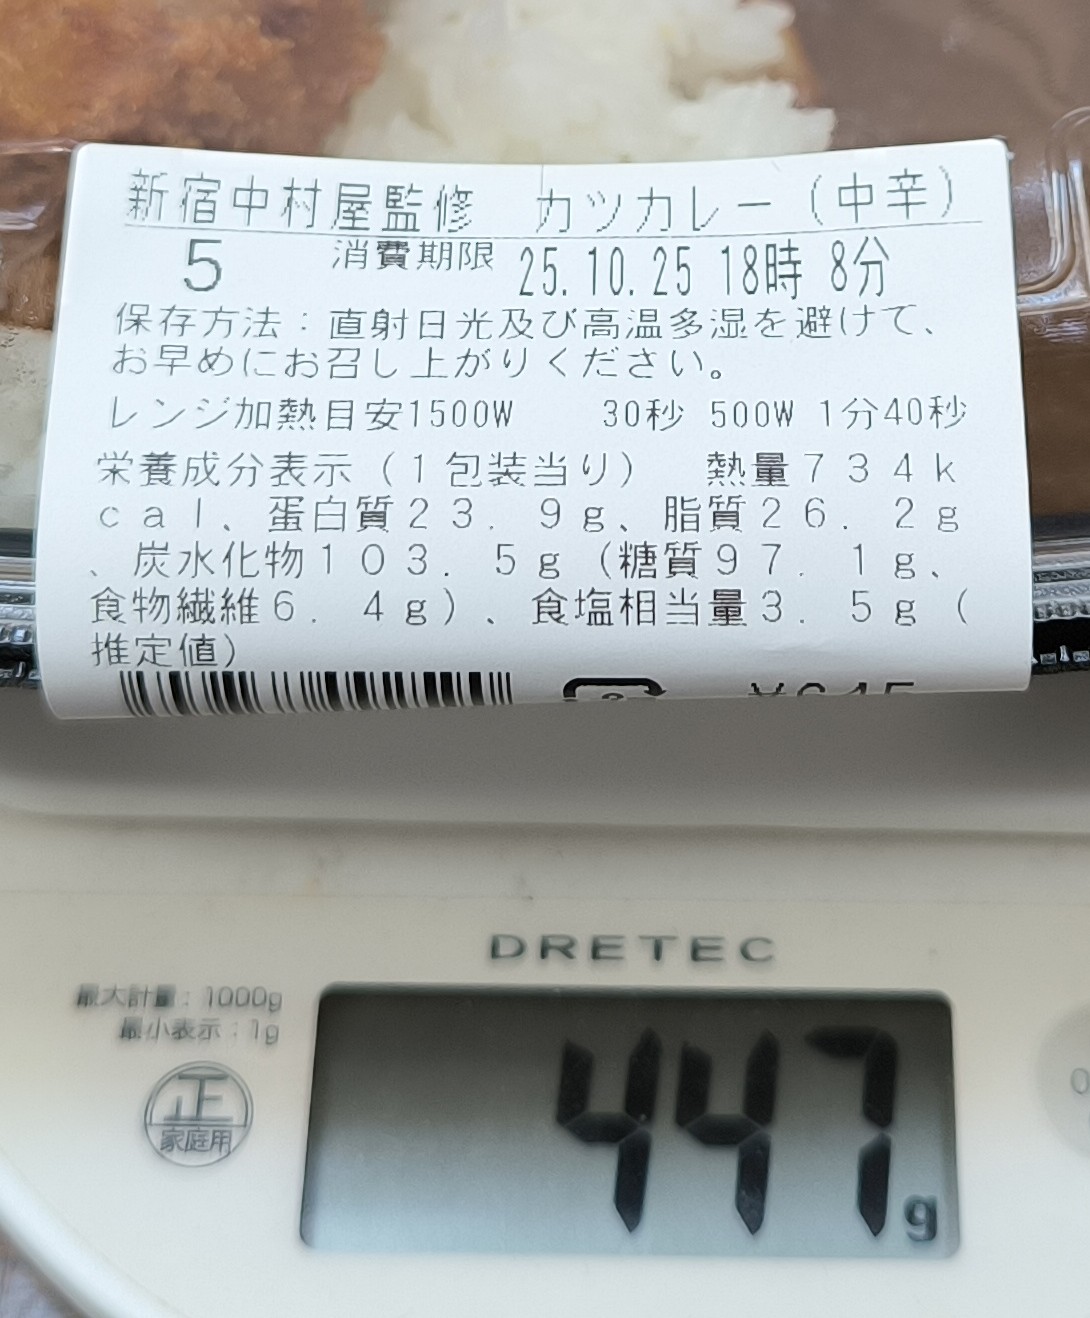 新宿中村屋監修 カツカレー(中辛)
5 消費期限 25.10.25 18時 8分
保存方法:直射日光及び高温多湿を避けて、
お早めにお召し上がりください。
レンジ加熱目安1500W 30秒 500W 1分40秒
栄養成分表示(1包装当り) 熱量734k
cal、蛋白質23.9g、脂質26.2g
、炭水化物103.5g(糖質97.1g、
食物繊維6.4g)、食塩相当量3.5g(
推定値)
DRETEC
最大計量:1000g
最小表示:1g
正
家庭用
447g